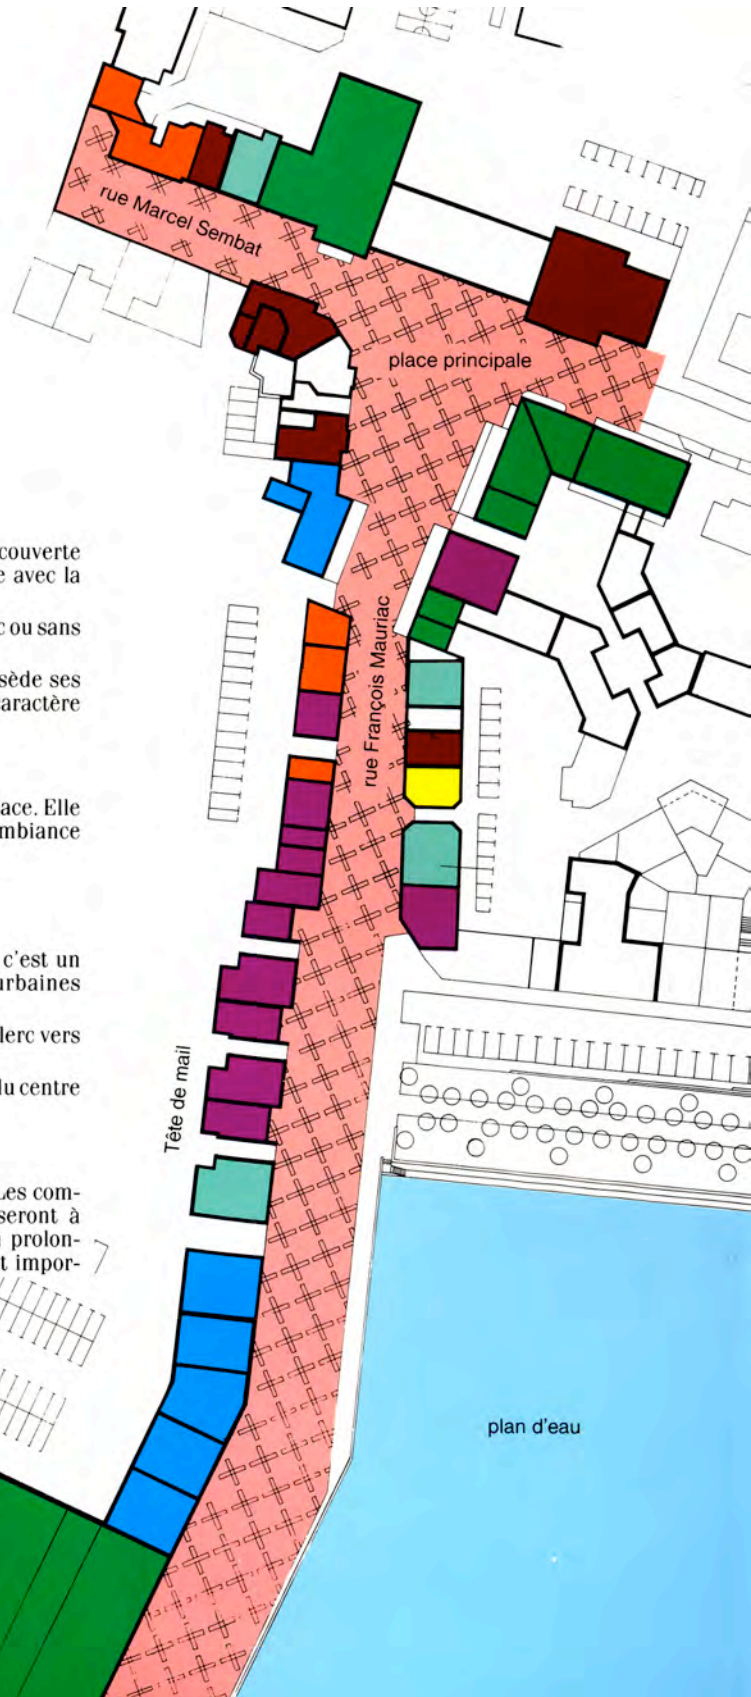 rue Marcel Sembat
place principale
couverte
e avec la
c ou sans
sède ses
aractère
rue François Mauriac
ace. Elle
mbiance
c'est un
urbaines
lerc vers
du centre
Tête de mail
Les com-
seront à
prolon-
t impor-
plan d'eau